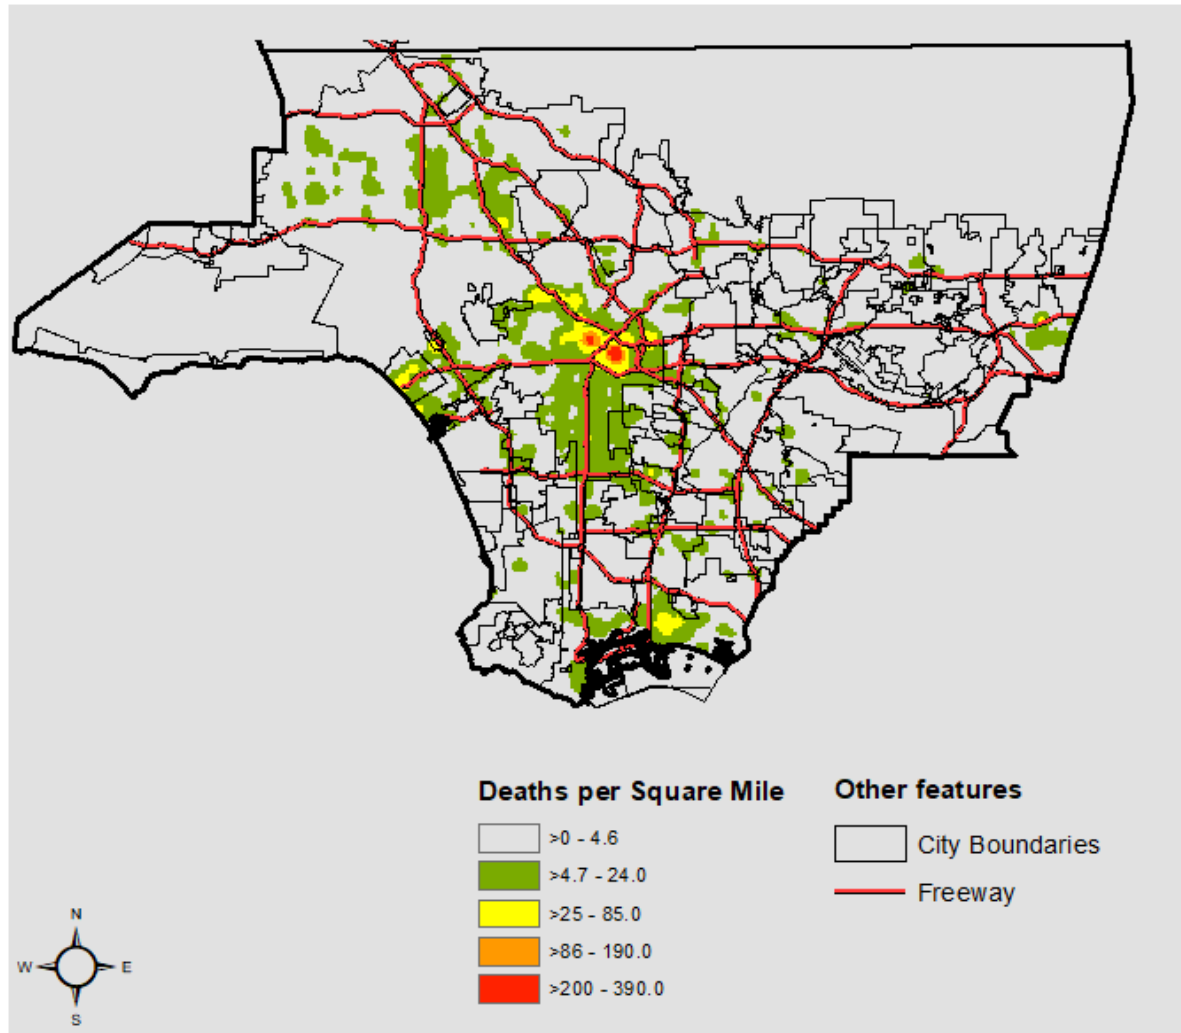 Deaths per Square Mile
>0 - 4.6
>4.7 - 24.0
>25 - 85.0
>86 - 190.0
>200 - 390.0
Other features
City Boundaries
Freeway
N
W E
S